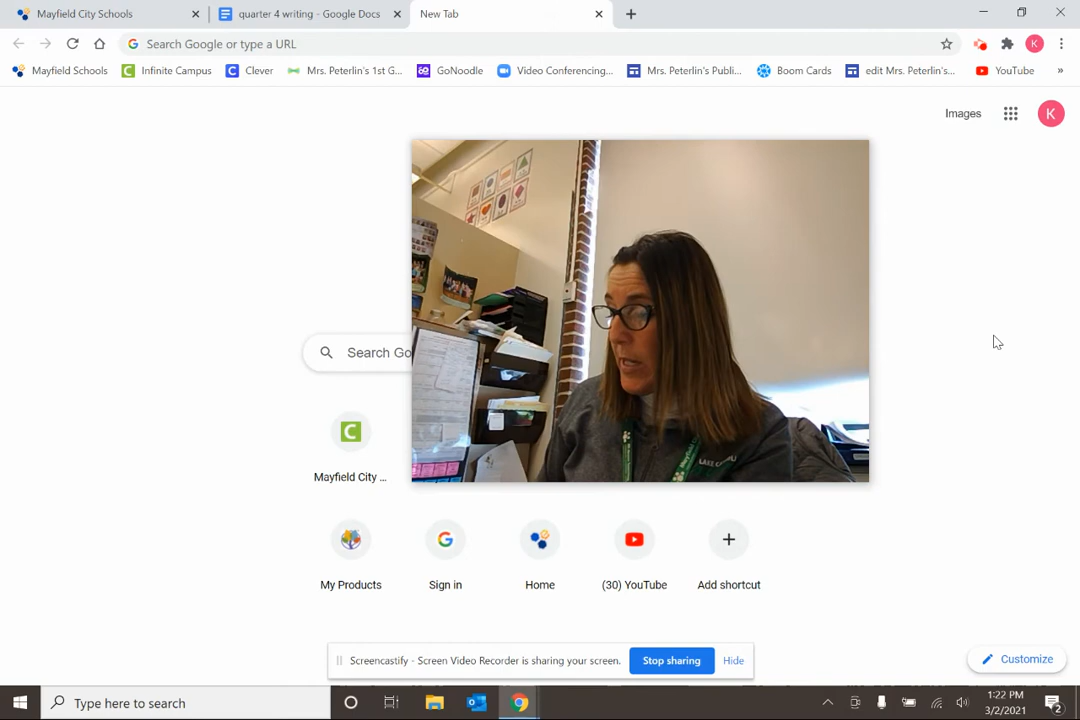 Mayfield City Schools
quarter 4 writing - Google Docs
New Tab
Search Google or type a URL
K
Mayfield Schools
Infinite Campus
Clever
Mrs. Peterlin's 1st G...
GoNoodle
Video Conferencing...
Mrs. Peterlin's Publi...
Boom Cards
edit Mrs. Peterlin's...
YouTube
»
Images
K
Search Go
C
Mayfield City ...
My Products
Sign in
Home
(30) YouTube
Add shortcut
Screencastify - Screen Video Recorder is sharing your screen.
Stop sharing
Hide
Customize
Type here to search
1:22 PM
3/2/2021
2